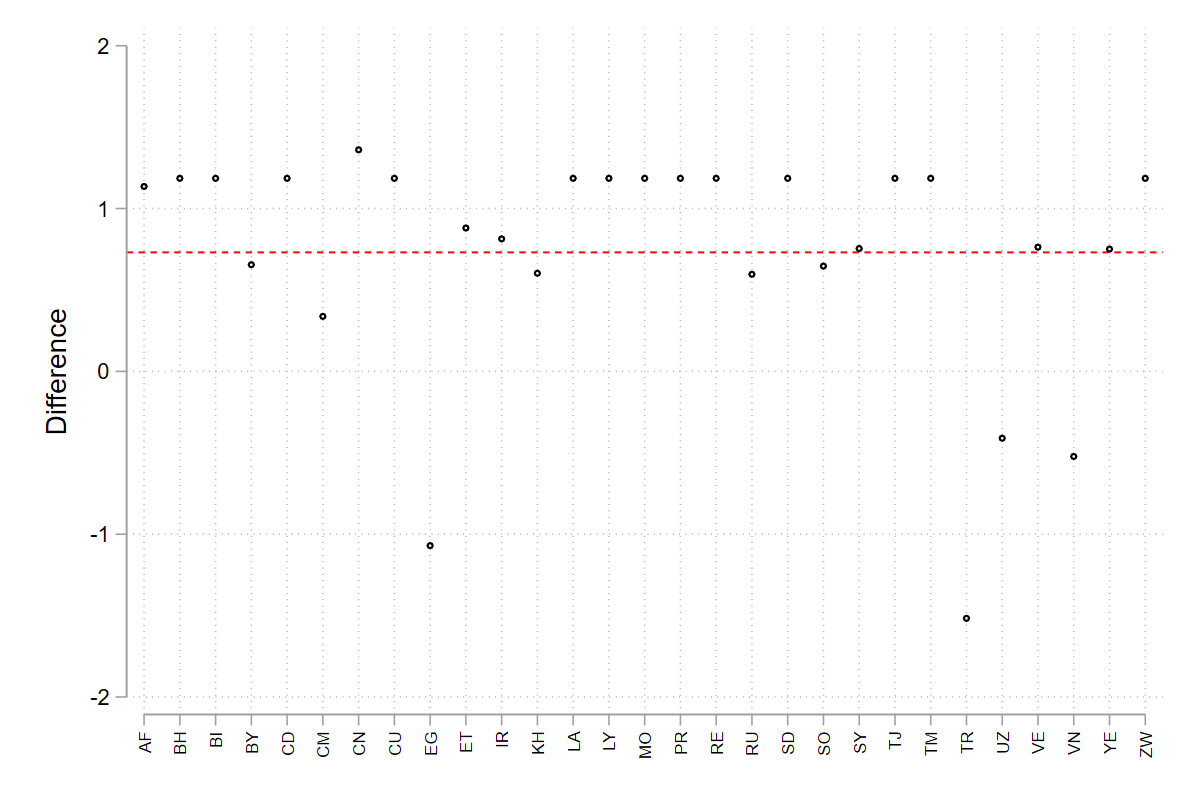 2
1
0
-1
-2
Difference
AF
BH
BI
BY
CD
CM
CN
CU
EG
ET
IR
KH
LA
LY
MO
PR
RE
RU
SD
SO
SY
TJ
TM
TR
UZ
VE
VN
YE
ZW